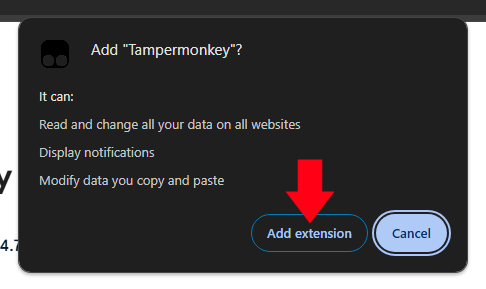 Add "Tampermonkey"?
It can:
Read and change all your data on all websites
Display notifications
Modify data you copy and paste
y
4.7
Add extension
Cancel